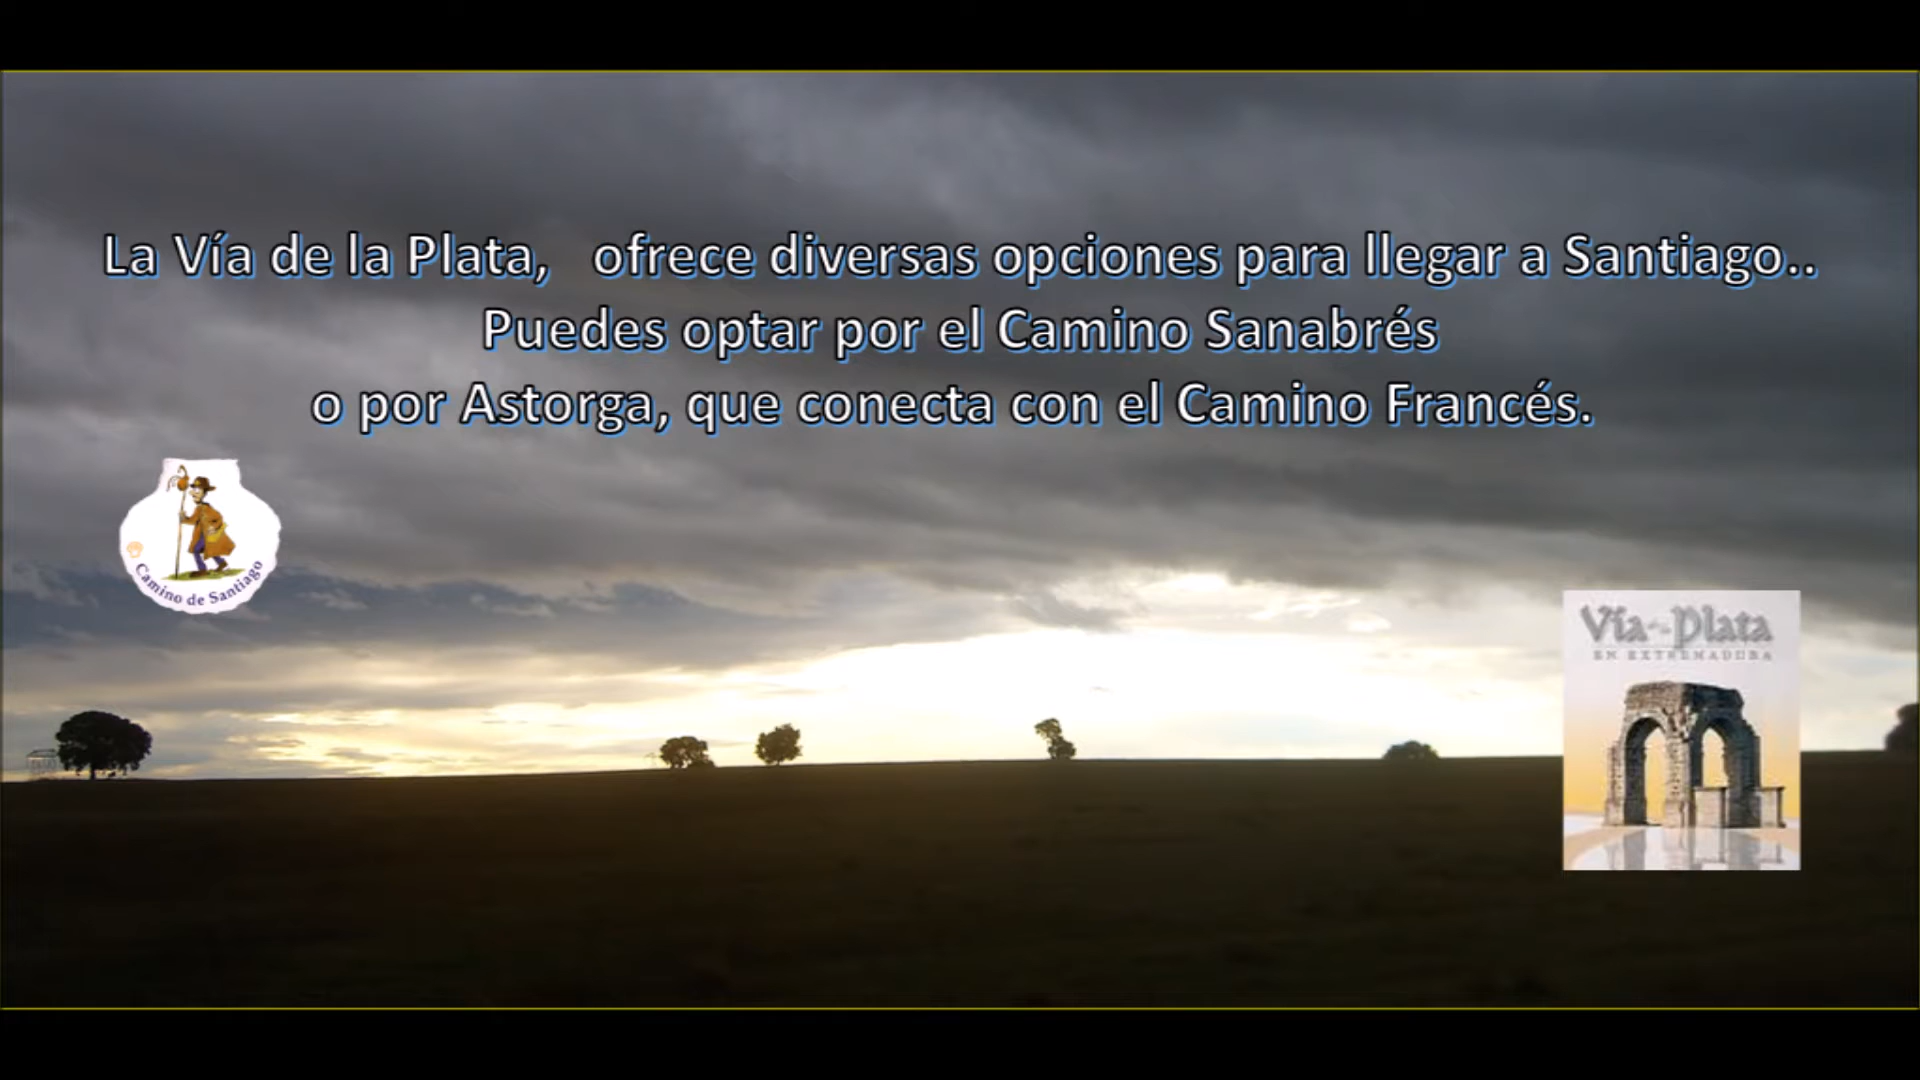 La Vía de la Plata, ofrece diversas opciones para llegar a Santiago..
Puedes optar por el Camino Sanabrés
o por Astorga, que conecta con el Camino Francés.
Camino de Santiago
Vía de la Plata
EN EXTREMADURA